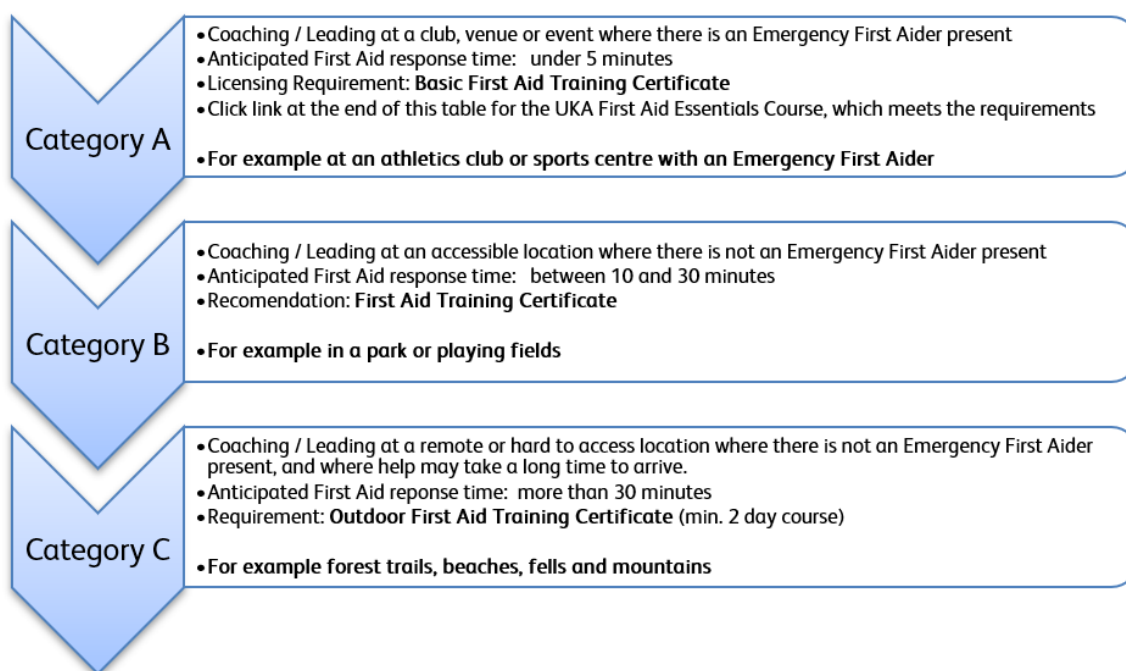 Category A
•Coaching / Leading at a club, venue or event where there is an Emergency First Aider present
•Anticipated First Aid response time:  under 5 minutes
•Licensing Requirement: Basic First Aid Training Certificate
•Click link at the end of this table for the UKA First Aid Essentials Course, which meets the requirements
•For example at an athletics club or sports centre with an Emergency First Aider
Category B
•Coaching / Leading at an accessible location where there is not an Emergency First Aider present
•Anticipated First Aid response time:  between 10 and 30 minutes
•Recomendation: First Aid Training Certificate
•For example in a park or playing fields
Category C
•Coaching / Leading at a remote or hard to access location where there is not an Emergency First Aider
present, and where help may take a long time to arrive.
•Anticipated First Aid reponse time:  more than 30 minutes
•Requirement: Outdoor First Aid Training Certificate (min. 2 day course)
•For example forest trails, beaches, fells and mountains